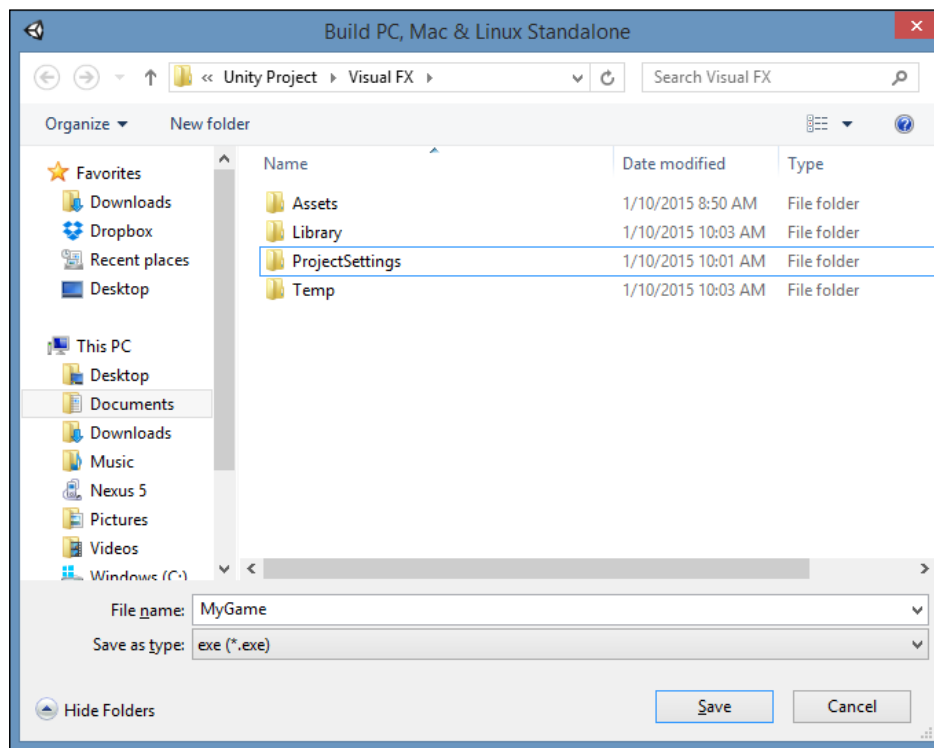 Build PC, Mac & Linux Standalone
« Unity Project Visual FX
Search Visual FX
Organize New folder
Name Date modified Type
Favorites
Downloads
Dropbox
Recent places
Desktop
This PC
Desktop
Documents
Downloads
Music
Nexus 5
Pictures
Videos
Windows (C:)
Assets 1/10/2015 8:50 AM File folder
Library 1/10/2015 10:03 AM File folder
ProjectSettings 1/10/2015 10:01 AM File folder
Temp 1/10/2015 10:03 AM File folder
File name: MyGame
Save as type: exe (*.exe)
Hide Folders
Save Cancel